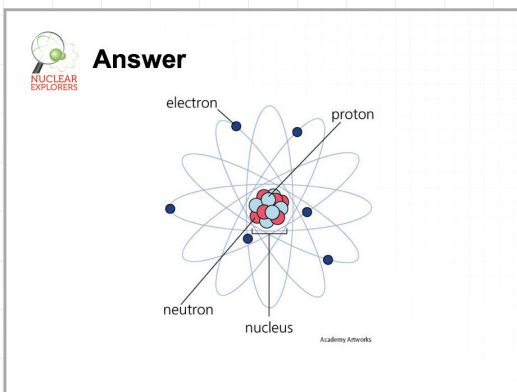 Answer
NUCLEAR
EXPLORERS
electron
proton
neutron
nucleus
Academy Artworks